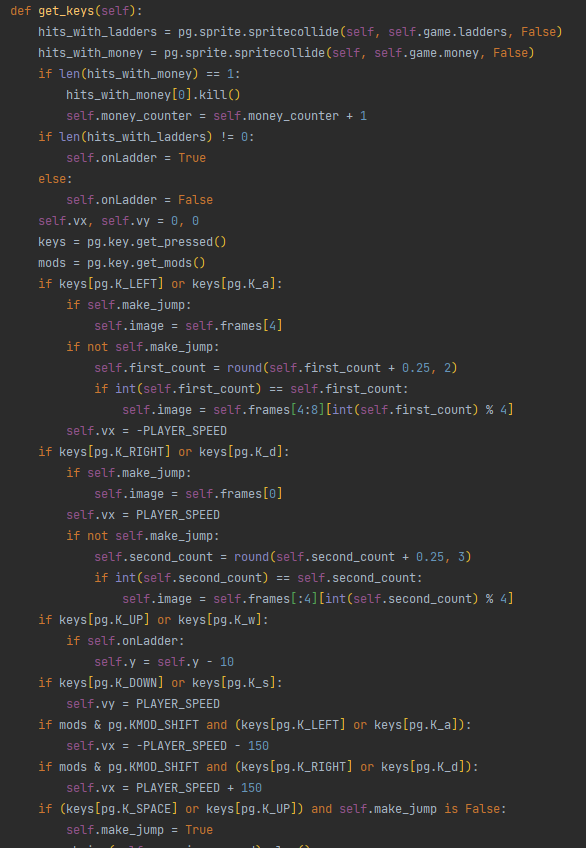 def get_keys(self):
    hits_with_ladders = pg.sprite.spritecollide(self, self.game.ladders, False)
    hits_with_money = pg.sprite.spritecollide(self, self.game.money, False)
    if len(hits_with_money) == 1:
        hits_with_money[0].kill()
        self.money_counter = self.money_counter + 1
    if len(hits_with_ladders) != 0:
        self.onLadder = True
    else:
        self.onLadder = False
    self.vx, self.vy = 0, 0
    keys = pg.key.get_pressed()
    mods = pg.key.get_mods()
    if keys[pg.K_LEFT] or keys[pg.K_a]:
        if self.make_jump:
            self.image = self.frames[4]
        if not self.make_jump:
            self.first_count = round(self.first_count + 0.25, 2)
            if int(self.first_count) == self.first_count:
                self.image = self.frames[4:8][int(self.first_count) % 4]
        self.vx = -PLAYER_SPEED
    if keys[pg.K_RIGHT] or keys[pg.K_d]:
        if self.make_jump:
            self.image = self.frames[0]
        self.vx = PLAYER_SPEED
        if not self.make_jump:
            self.second_count = round(self.second_count + 0.25, 3)
            if int(self.second_count) == self.second_count:
                self.image = self.frames[:4][int(self.second_count) % 4]
    if keys[pg.K_UP] or keys[pg.K_w]:
        if self.onLadder:
            self.y = self.y - 10
    if keys[pg.K_DOWN] or keys[pg.K_s]:
        self.vy = PLAYER_SPEED
    if mods & pg.KMOD_SHIFT and (keys[pg.K_LEFT] or keys[pg.K_a]):
        self.vx = -PLAYER_SPEED - 150
    if mods & pg.KMOD_SHIFT and (keys[pg.K_RIGHT] or keys[pg.K_d]):
        self.vx = PLAYER_SPEED + 150
    if (keys[pg.K_SPACE] or keys[pg.K_UP]) and self.make_jump is False:
        self.make_jump = True